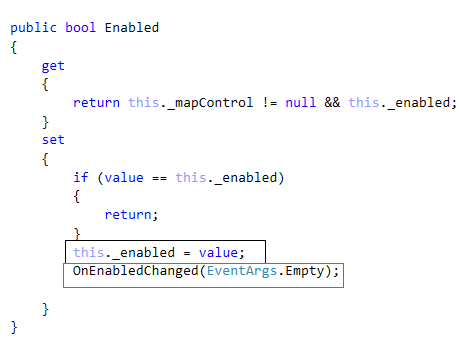 public bool Enabled
{
    get
    {
        return this._mapControl != null && this._enabled;
    }
    set
    {
        if (value == this._enabled)
        {
            return;
        }
        this._enabled = value;
        OnEnabledChanged(EventArgs.Empty);
    }
}